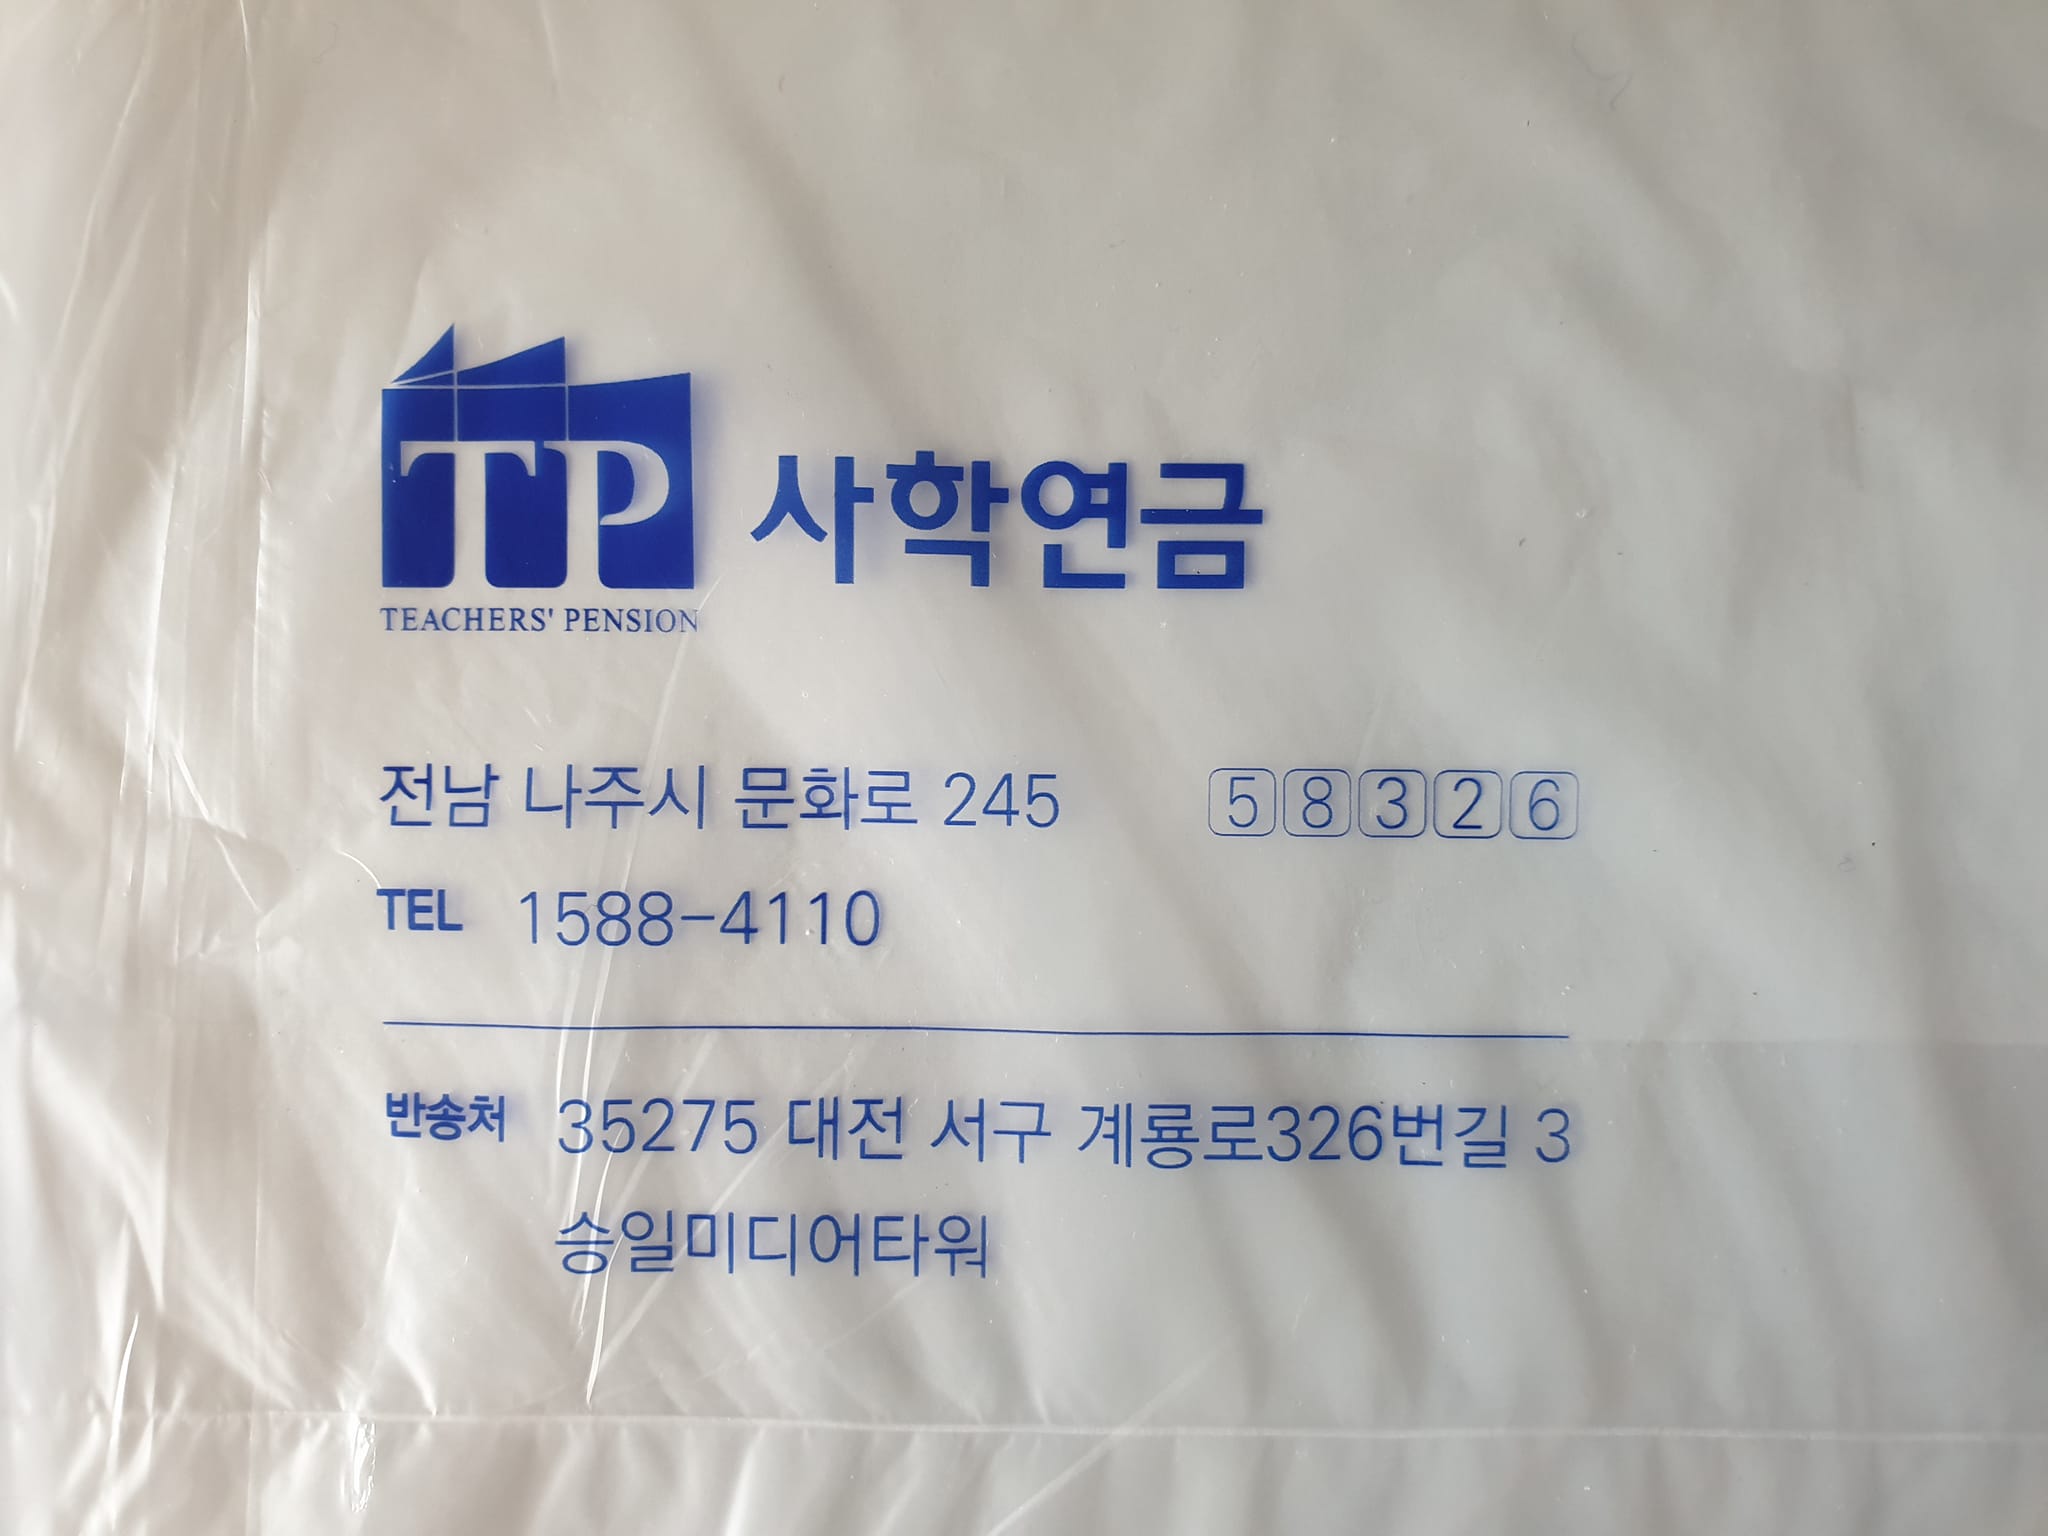 TP 사학연금
TEACHERS' PENSION
전남 나주시 문화로 245 58326
TEL 1588-4110
반송처 35275 대전 서구 계룡로326번길 3
승일미디어타워